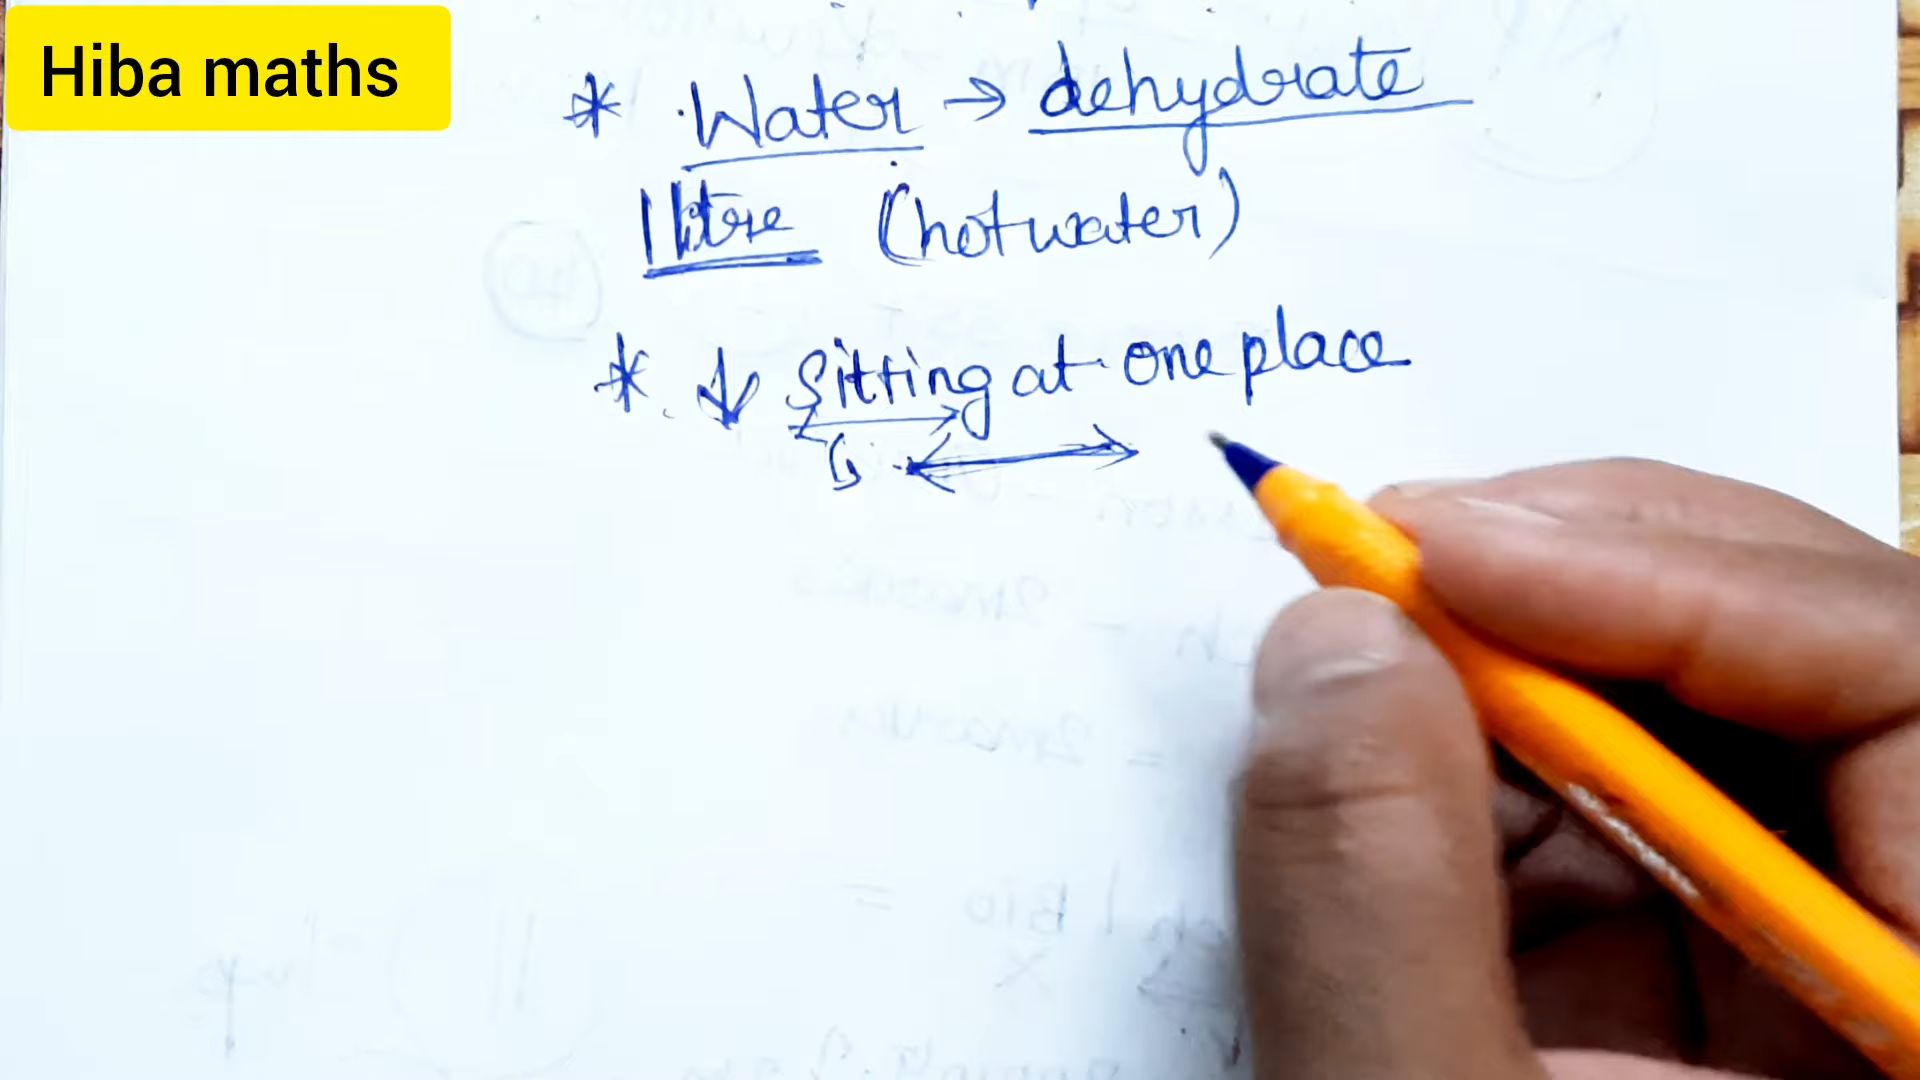 Hiba maths
* Water → dehydrate
1 litre (hot water)
* ↓ Sitting at one place